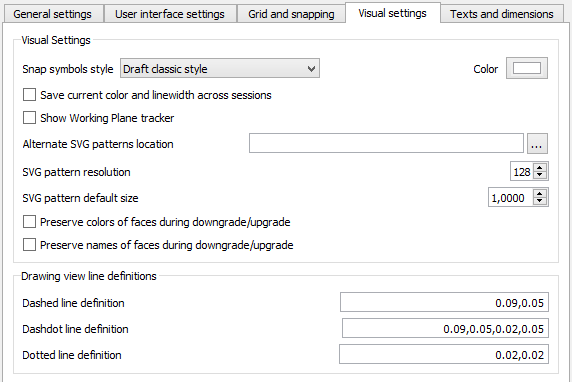 General settings User interface settings Grid and snapping Visual settings Texts and dimensions
Visual Settings
Snap symbols style Draft classic style Color
Save current color and linewidth across sessions
Show Working Plane tracker
Alternate SVG patterns location ...
SVG pattern resolution 128
SVG pattern default size 1,0000
Preserve colors of faces during downgrade/upgrade
Preserve names of faces during downgrade/upgrade
Drawing view line definitions
Dashed line definition 0.09,0.05
Dashdot line definition 0.09,0.05,0.02,0.05
Dotted line definition 0.02,0.02